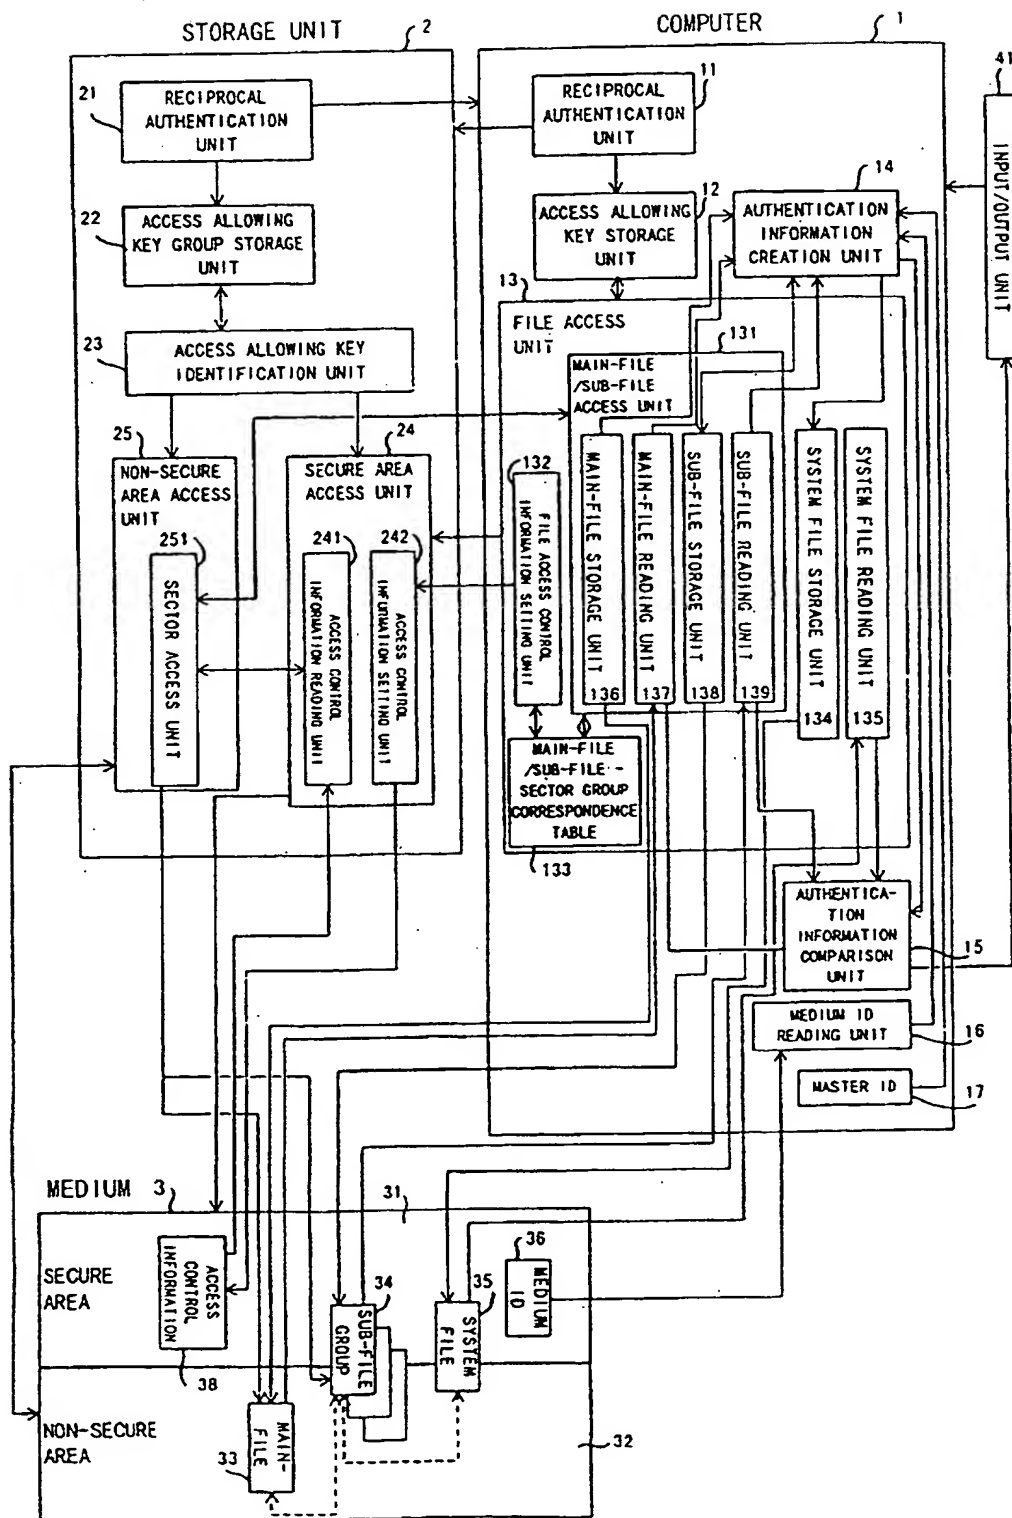 STORAGE UNIT
2
COMPUTER
1
41
21
RECIPROCAL
AUTHENTICATION
UNIT
11
RECIPROCAL
AUTHENTICATION
UNIT
INPUT/OUTPUT UNIT
22
ACCESS ALLOWING
KEY GROUP STORAGE
UNIT
12
ACCESS ALLOWING
KEY STORAGE
UNIT
14
AUTHENTICATION
INFORMATION
CREATION UNIT
23
ACCESS ALLOWING KEY
IDENTIFICATION UNIT
13
FILE ACCESS
UNIT
131
MAIN-FILE
/SUB-FILE
ACCESS UNIT
25
NON-SECURE
AREA ACCESS
UNIT
24
SECURE AREA
ACCESS UNIT
251
SECTOR ACCESS UNIT
241
ACCESS CONTROL
INFORMATION READING UNIT
242
ACCESS CONTROL
INFORMATION SETTING UNIT
132
FILE ACCESS CONTROL
INFORMATION SETTING UNIT
MAIN-FILE STORAGE UNIT
136
MAIN-FILE READING UNIT
137
SUB-FILE STORAGE UNIT
138
SUB-FILE READING UNIT
139
SYSTEM FILE STORAGE UNIT
134
SYSTEM FILE READING UNIT
135
MAIN-FILE
/SUB-FILE -
SECTOR GROUP
CORRESPONDENCE
TABLE
133
AUTHENTICA-
TION
INFORMATION
COMPARISON
UNIT
15
MEDIUM ID
READING UNIT
16
MASTER ID
17
MEDIUM 3
31
SECURE
AREA
ACCESS
CONTROL
INFORMATION
38
34
SUB-FILE
GROUP
35
SYSTEM
FILE
36
MEDIUM
ID
NON-SECURE
AREA
33
MAIN-
FILE
32